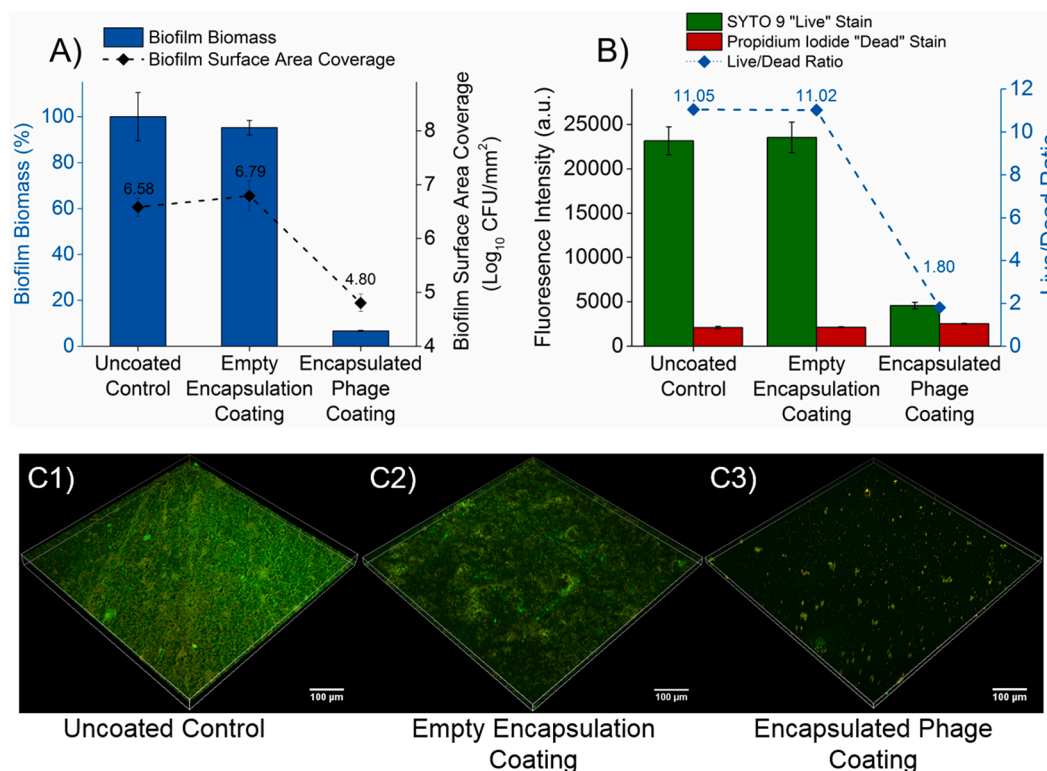 A)
Biofilm Biomass
Biofilm Surface Area Coverage
Biofilm Biomass (%)
100
80
60
40
20
0
6.58
6.79
4.80
8
7
6
5
4
Biofilm Surface Area Coverage
(Log10 CFU/mm²)
Uncoated
Control
Empty
Encapsulation
Coating
Encapsulated
Phage
Coating
B)
SYTO 9 "Live" Stain
Propidium Iodide "Dead" Stain
Live/Dead Ratio
Fluoresence Intensity (a.u.)
25000
20000
15000
10000
5000
0
11.05
11.02
1.80
12
10
8
6
4
2
0
Live/Dead Ratio
Uncoated
Control
Empty
Encapsulation
Coating
Encapsulated
Phage
Coating
C1)
100 µm
Uncoated Control
C2)
100 µm
Empty Encapsulation
Coating
C3)
100 µm
Encapsulated Phage
Coating